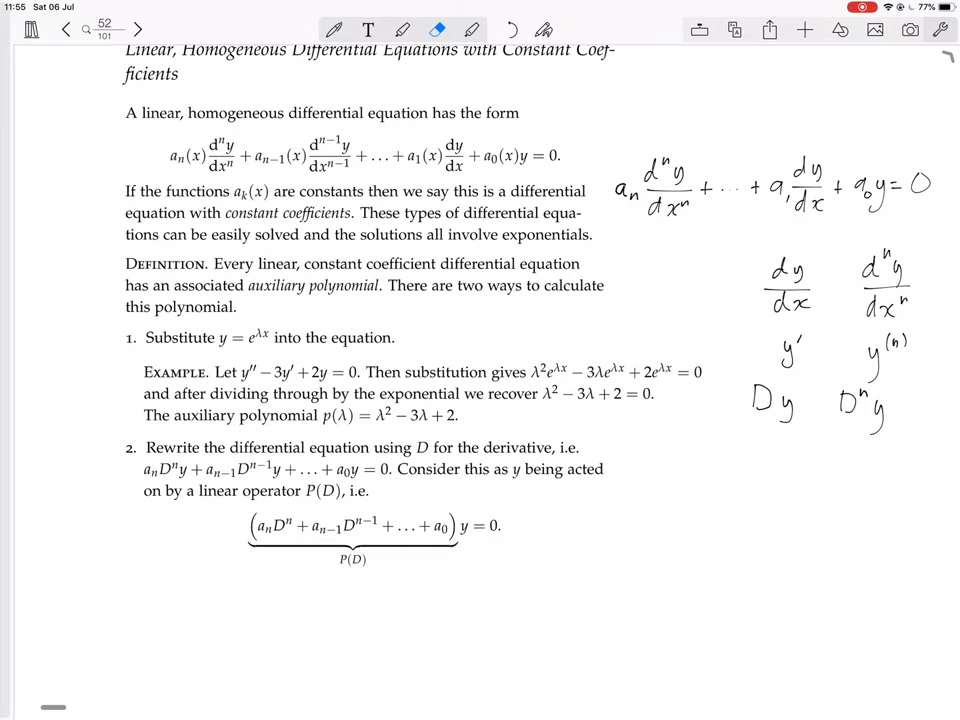 11:55 Sat 06 Jul
77%
52
101
T
Linear, Homogeneous Differential Equations with Constant Coef-
ficients
A linear, homogeneous differential equation has the form
aₙ(x) dⁿy/dxⁿ + aₙ₋₁(x) dⁿ⁻¹y/dxⁿ⁻¹ + … + a₁(x) dy/dx + a₀(x)y = 0.
If the functions aₖ(x) are constants then we say this is a differential
equation with constant coefficients. These types of differential equa-
tions can be easily solved and the solutions all involve exponentials.
DEFINITION. Every linear, constant coefficient differential equation
has an associated auxiliary polynomial. There are two ways to calculate
this polynomial.
1. Substitute y = e^{λx} into the equation.
EXAMPLE. Let y″ − 3y′ + 2y = 0. Then substitution gives λ²e^{λx} − 3λe^{λx} + 2e^{λx} = 0
and after dividing through by the exponential we recover λ² − 3λ + 2 = 0.
The auxiliary polynomial p(λ) = λ² − 3λ + 2.
2. Rewrite the differential equation using D for the derivative, i.e.
aₙDⁿy + aₙ₋₁Dⁿ⁻¹y + … + a₀y = 0. Consider this as y being acted
on by a linear operator P(D), i.e.
(aₙDⁿ + aₙ₋₁Dⁿ⁻¹ + … + a₀) y = 0.
P(D)
aₙ dⁿy/dxⁿ + ... + a₁ dy/dx + a₀y = 0
dy/dx dⁿy/dxⁿ
y′ y⁽ⁿ⁾
Dy Dⁿy